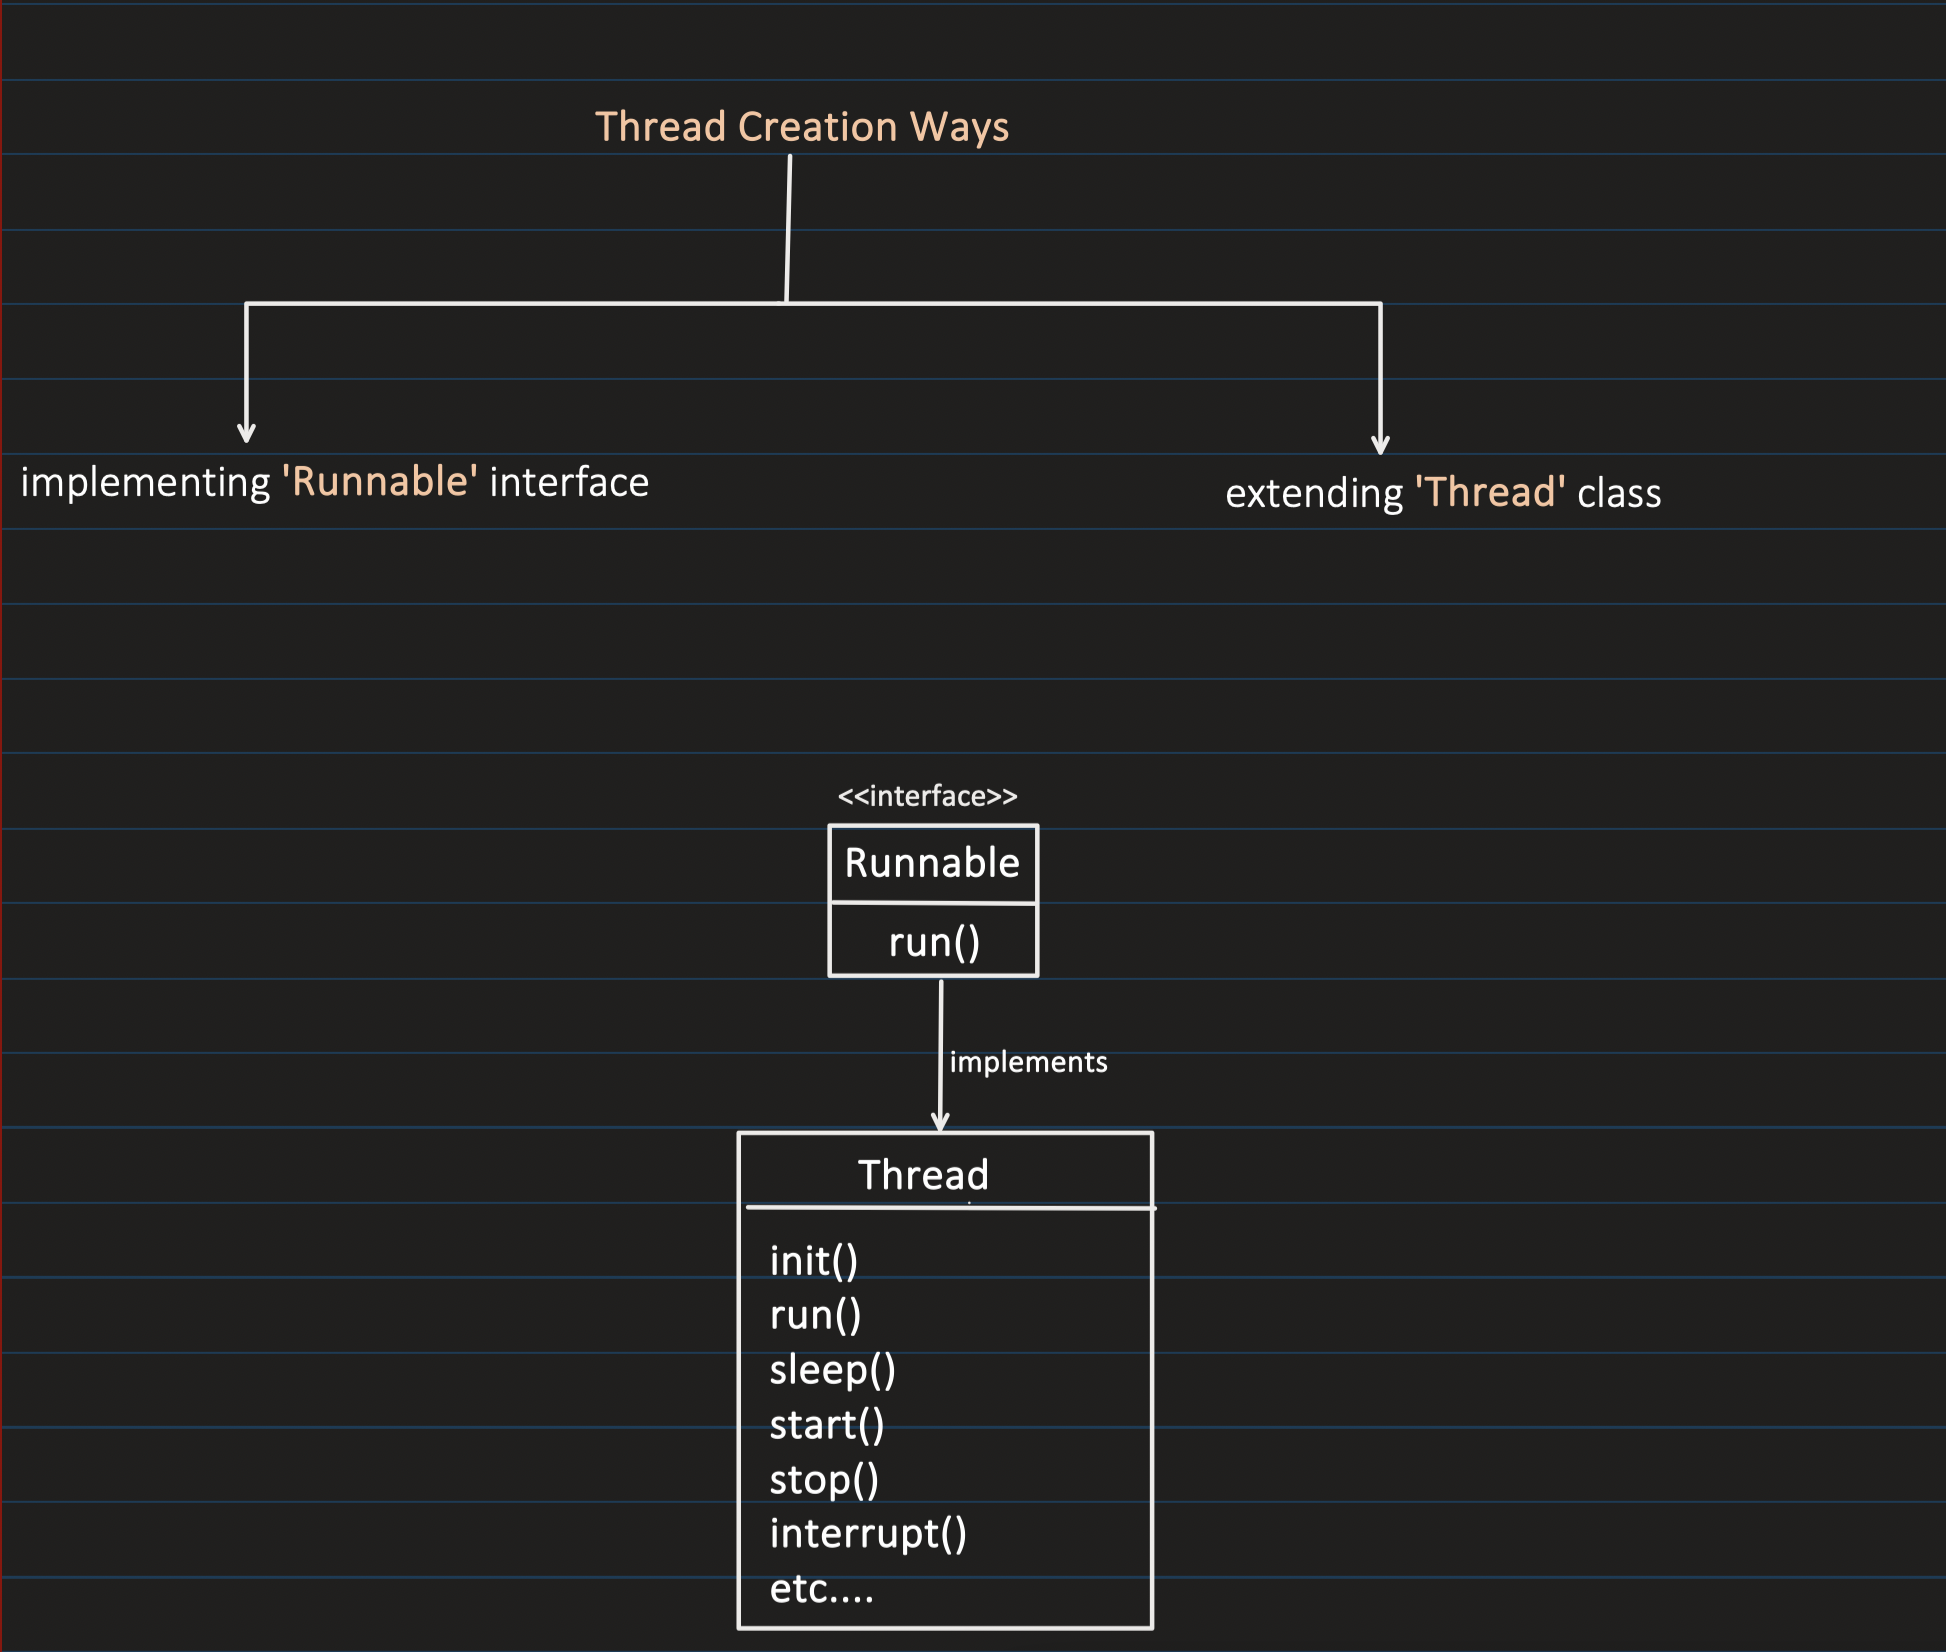 Thread Creation Ways
implementing 'Runnable' interface
extending 'Thread' class
<<interface>>
Runnable
run()
implements
Thread
init()
run()
sleep()
start()
stop()
interrupt()
etc....